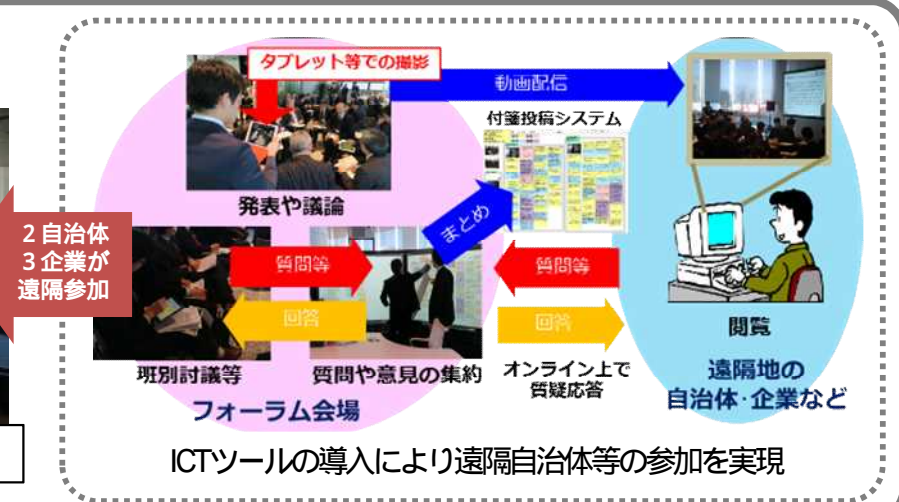 タブレット等での撮影
動画配信
付箋投稿システム
発表や議論
まとめ
2自治体
3企業が
遠隔参加
質問等
質問等
回答
回答
閲覧
班別討議等
質問や意見の集約
オンライン上で
質疑応答
遠隔地の
自治体・企業など
フォーラム会場
ICTツールの導入により遠隔自治体等の参加を実現